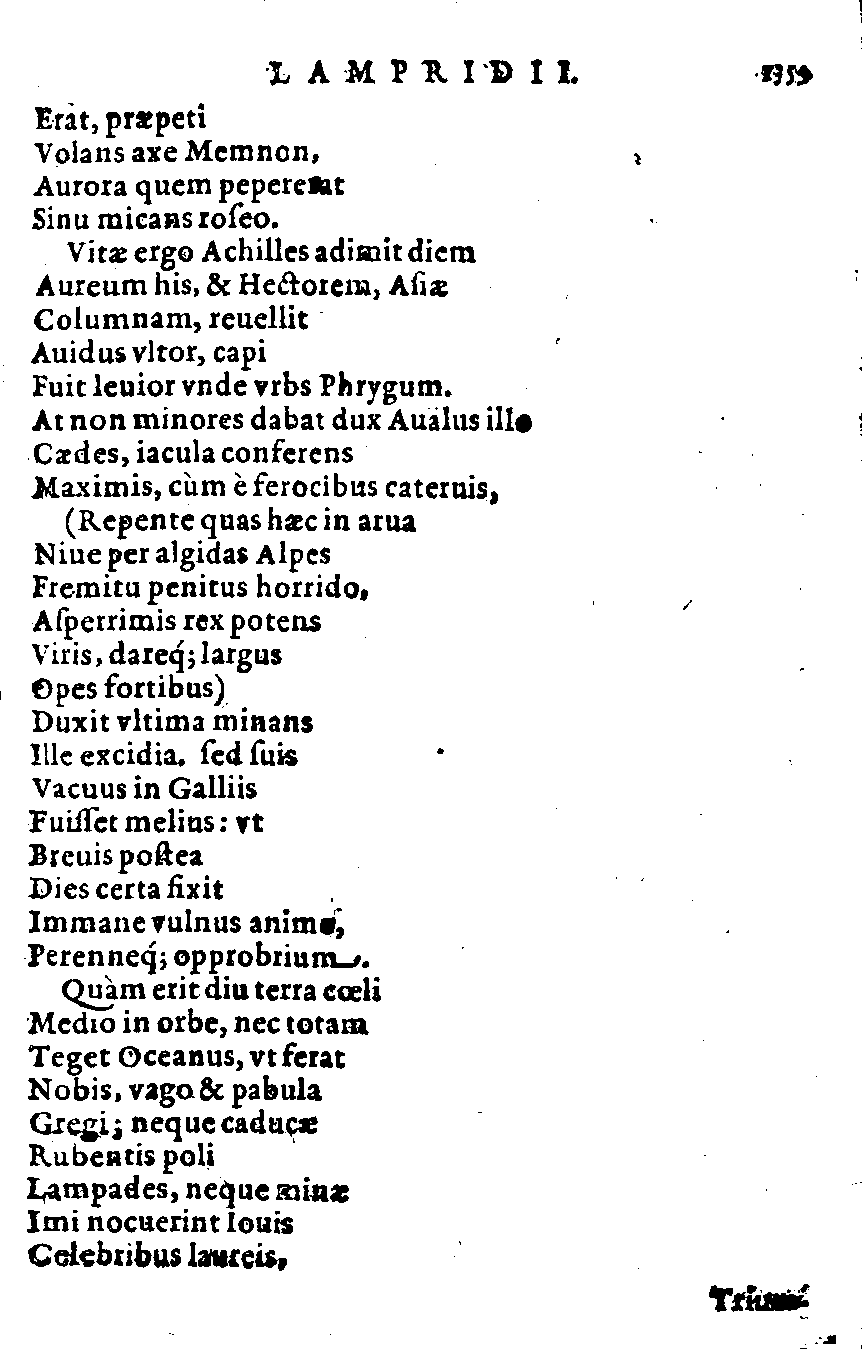 LAMPRIDII. 1359
Erat, præpeti
Volans axe Memnon,
Aurora quem pepererat
Sinu micans roſeo.
Vitæ ergo Achilles adimit diem
Aureum his, & Hectorem, Aſiæ
Columnam, reuellit
Auidus vltor, capi
Fuit leuior vnde vrbs Phrygum.
At non minores dabat dux Aualus ille
Cædes, iacula conferens
Maximis, cùm è ferocibus cateruis,
(Repente quas hæc in arua
Niue per algidas Alpes
Fremitu penitus horrido,
Aſperrimis rex potens
Viris, dareq́; largus
Opes fortibus)
Duxit vltima minans
Ille excidia. ſed ſuis
Vacuus in Galliis
Fuiſſet melius: vt
Breuis poſtea
Dies certa fixit
Immane vulnus animo,
Perenneq́; opprobrium.
Quàm erit diu terra cœli
Medio in orbe, nec totam
Teget Oceanus, vt ferat
Nobis, vago & pabula
Gregi; neque caducæ
Rubentis poli
Lampades, neque minæ
Imi nocuerint Iouis
Celebribus laureis,